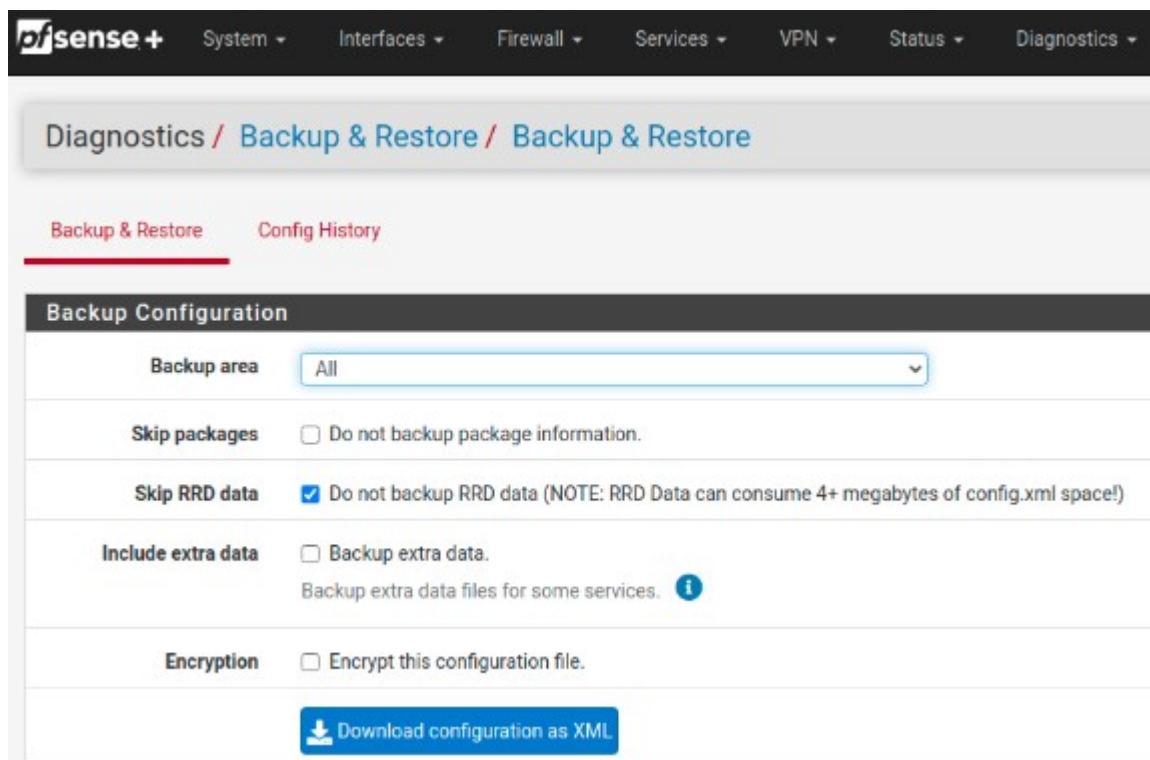 pfsense +
System Interfaces Firewall Services VPN Status Diagnostics
Diagnostics / Backup & Restore / Backup & Restore
Backup & Restore Config History
Backup Configuration
Backup area All
Skip packages Do not backup package information.
Skip RRD data Do not backup RRD data (NOTE: RRD Data can consume 4+ megabytes of config.xml space!)
Include extra data Backup extra data.
Backup extra data files for some services.
Encryption Encrypt this configuration file.
Download configuration as XML